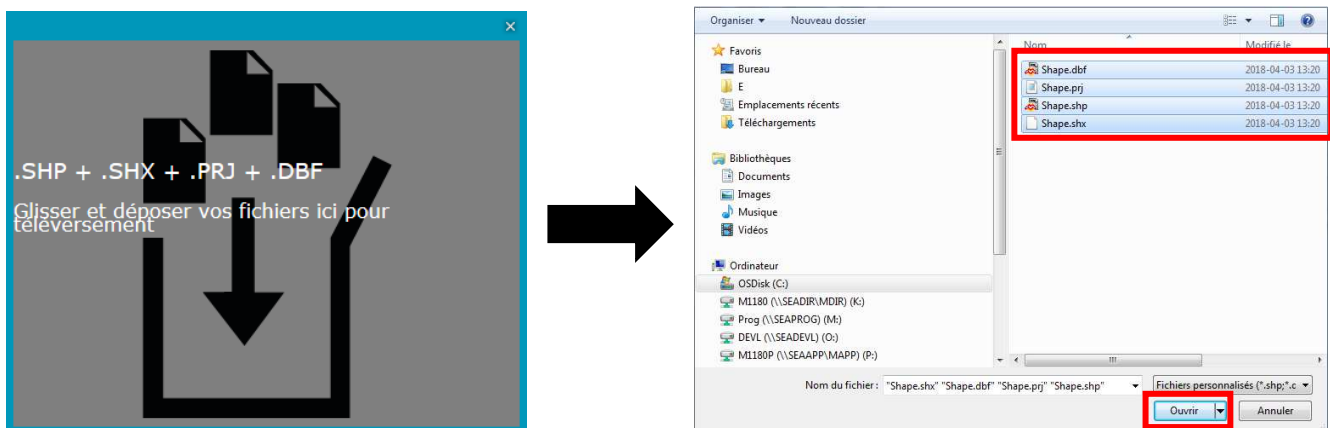 .SHP + .SHX + .PRJ + .DBF
Glisser et déposer vos fichiers ici pour
téléversement
Organiser
Nouveau dossier
Nom
Modifié le
Favoris
Bureau
E
Emplacements récents
Téléchargements
Bibliothèques
Documents
Images
Musique
Vidéos
Ordinateur
OSDisk (C:)
M1180 (\\SEADIR\MDIR) (K:)
Prog (\\SEAPROG) (M:)
DEVL (\\SEADEVL) (O:)
M1180P (\\SEAAPP\MAPP) (P:)
Shape.dbf 2018-04-03 13:20
Shape.prj 2018-04-03 13:20
Shape.shp 2018-04-03 13:20
Shape.shx 2018-04-03 13:20
Nom du fichier : "Shape.shx" "Shape.dbf" "Shape.prj" "Shape.shp"
Fichiers personnalisés (*.shp;*.c
Ouvrir
Annuler